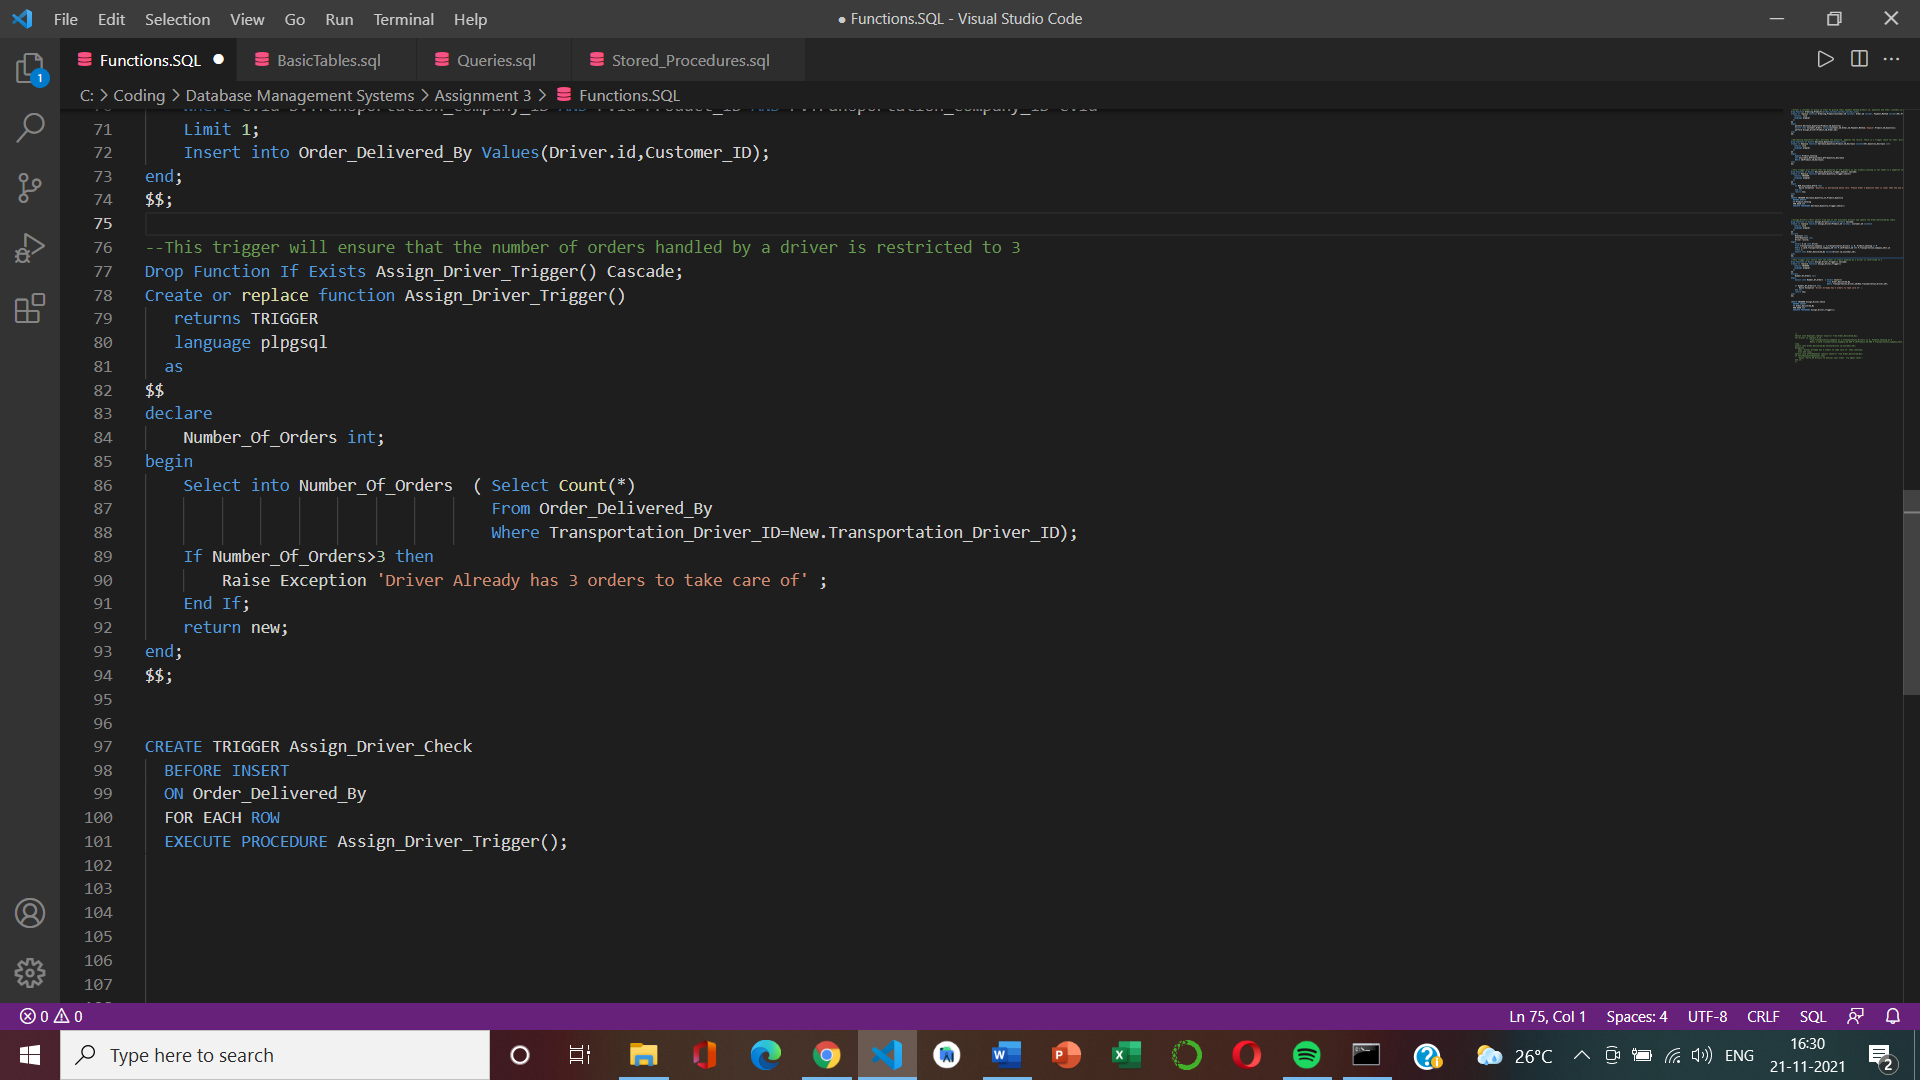 File Edit Selection View Go Run Terminal Help
● Functions.SQL - Visual Studio Code
Functions.SQL ● BasicTables.sql Queries.sql Stored_Procedures.sql
C: > Coding > Database Management Systems > Assignment 3 > Functions.SQL
1
71 Limit 1;
72 Insert into Order_Delivered_By Values(Driver.id,Customer_ID);
73 end;
74 $$;
75
76 --This trigger will ensure that the number of orders handled by a driver is restricted to 3
77 Drop Function If Exists Assign_Driver_Trigger() Cascade;
78 Create or replace function Assign_Driver_Trigger()
79 returns TRIGGER
80 language plpgsql
81 as
82 $$
83 declare
84 Number_Of_Orders int;
85 begin
86 Select into Number_Of_Orders ( Select Count(*)
87 From Order_Delivered_By
88 Where Transportation_Driver_ID=New.Transportation_Driver_ID);
89 If Number_Of_Orders>3 then
90 Raise Exception 'Driver Already has 3 orders to take care of' ;
91 End If;
92 return new;
93 end;
94 $$;
95
96
97 CREATE TRIGGER Assign_Driver_Check
98 BEFORE INSERT
99 ON Order_Delivered_By
100 FOR EACH ROW
101 EXECUTE PROCEDURE Assign_Driver_Trigger();
102
103
104
105
106
107
0 0 Ln 75, Col 1 Spaces: 4 UTF-8 CRLF SQL
Type here to search 26°C ENG 16:30
21-11-2021 2